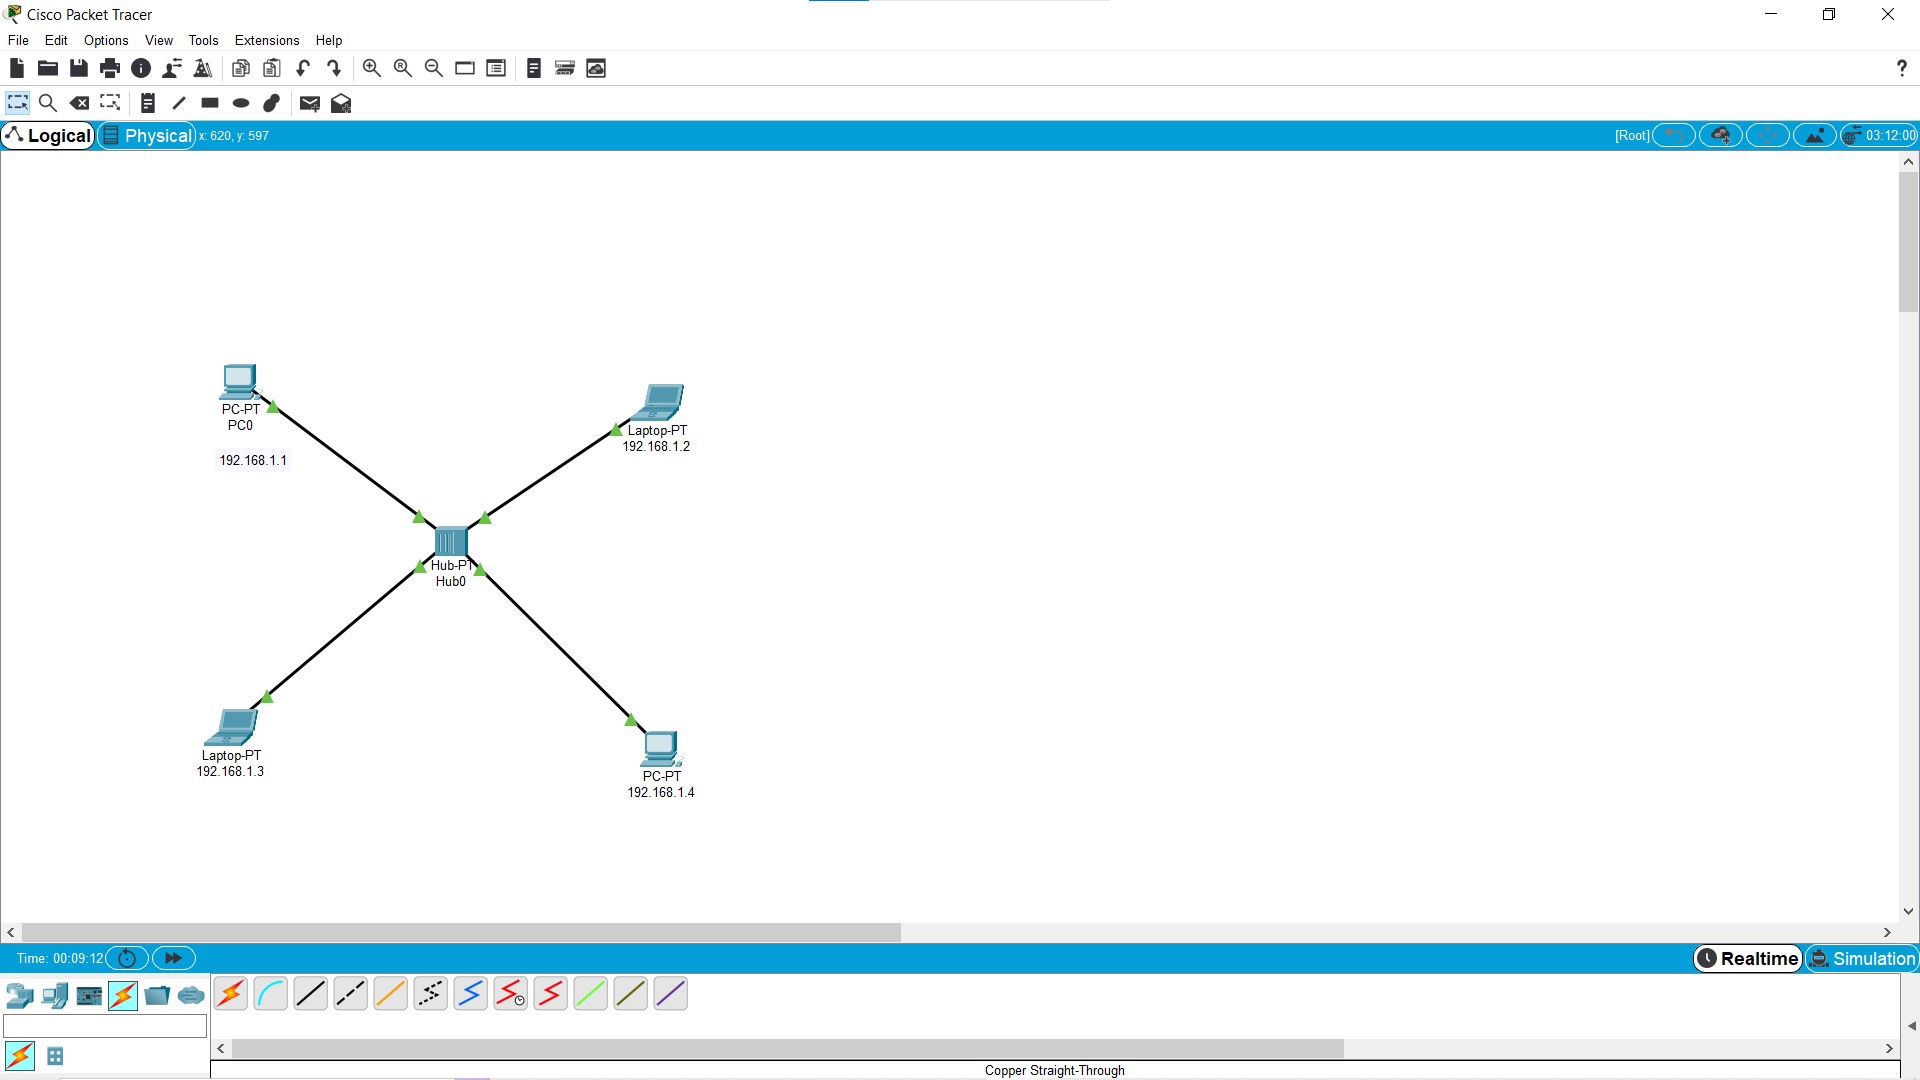 Cisco Packet Tracer
File Edit Options View Tools Extensions Help
?
Logical Physical x: 620, y: 597 [Root] 03:12:00
PC-PT
PC0
192.168.1.1
Laptop-PT
192.168.1.2
Hub-PT
Hub0
Laptop-PT
192.168.1.3
PC-PT
192.168.1.4
Time: 00:09:12 Realtime Simulation
Copper Straight-Through